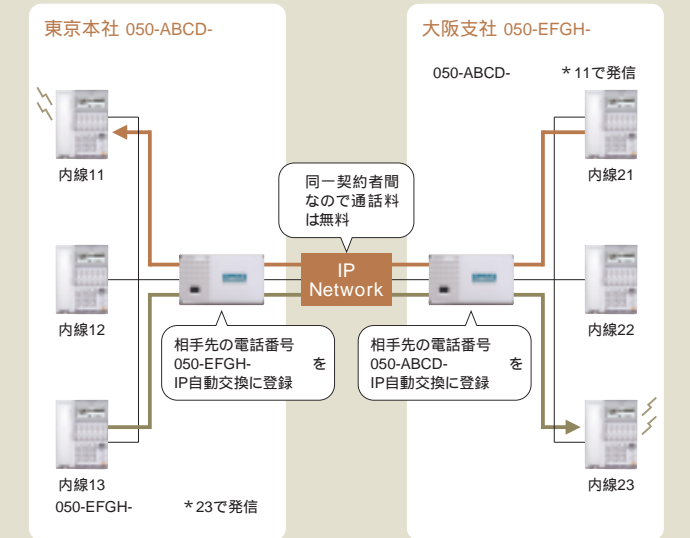 東京本社 050-ABCD-
大阪支社 050-EFGH-
050-ABCD- *11で発信
内線11
内線21
同一契約者間
なので通話料
は無料
IP
Network
内線12
内線22
相手先の電話番号
050-EFGH- を
IP自動交換に登録
相手先の電話番号
050-ABCD- を
IP自動交換に登録
内線13
050-EFGH- *23で発信
内線23